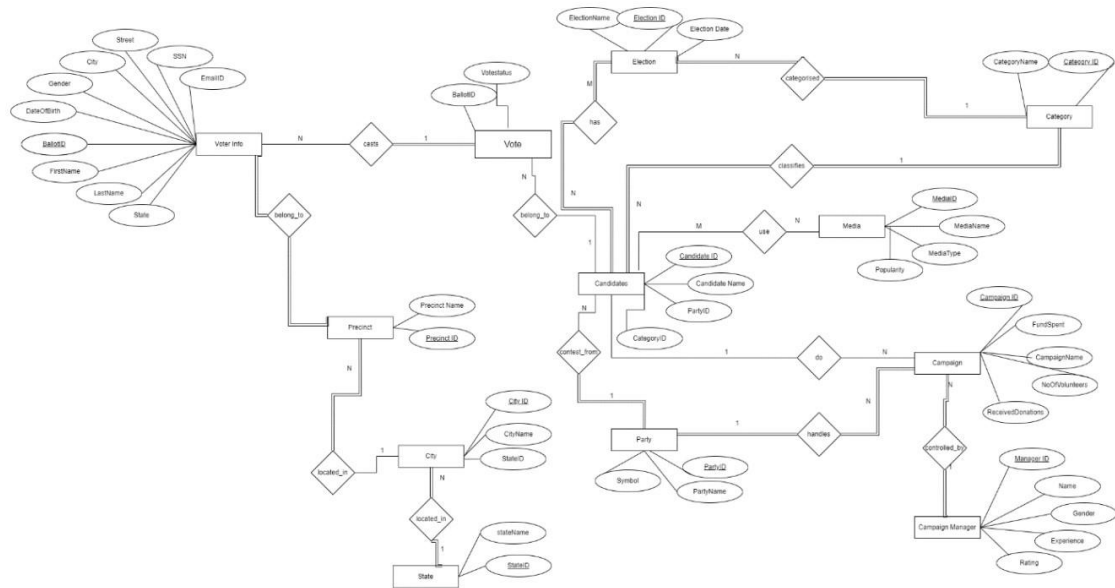 Street
SSN
City
EmailID
Gender
DateOfBirth
BallotID
FirstName
LastName
State
Voter Info
N
casts
1
Votestatus
BallotID
Vote
N
belong_to
1
belong_to
Precinct Name
Precinct
Precinct ID
N
located_in
1
City ID
CityName
City
StateID
N
located_in
1
stateName
State
StateID
ElectionName
Election ID
Election Date
Election
N
categorised
1
CategoryName
Category ID
Category
M
has
N
classifies
1
N
M
use
N
Media
MediaID
MediaName
MediaType
Popularity
Candidates
Candidate ID
Candidate Name
PartyID
CategoryID
N
contest_from
1
1
do
N
Campaign
Campaign ID
FundSpent
CampaignName
NoOfVolunteers
ReceivedDonations
Party
1
handles
N
Symbol
PartyID
PartyName
N
controlled_by
1
Manager ID
Name
Gender
Campaign Manager
Experience
Rating